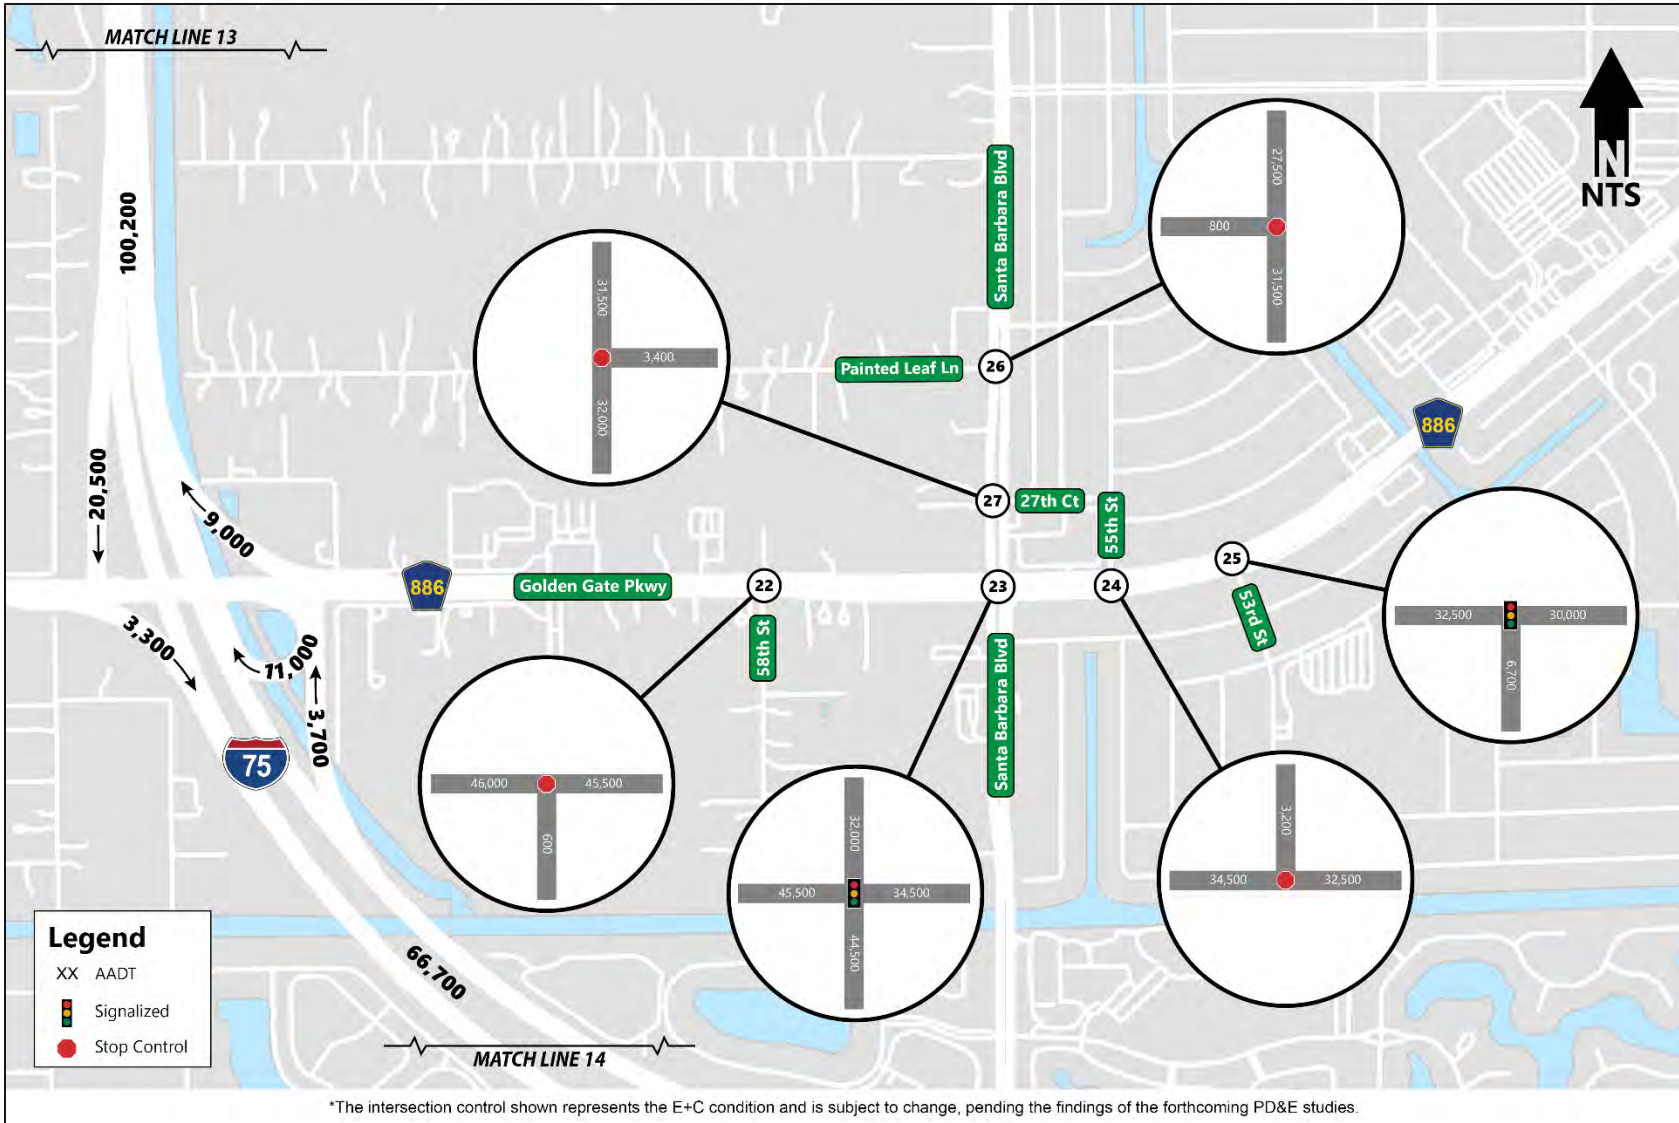 MATCH LINE 13
N
NTS
100,200
Santa Barbara Blvd
27,500
800
31,500
31,500
3,400
32,000
Painted Leaf Ln
26
886
20,500
9,000
27
27th Ct
55th St
25
53rd St
32,500
30,000
6,700
886
Golden Gate Pkwy
22
23
24
58th St
3,300
11,000
3,700
Santa Barbara Blvd
75
46,000
45,500
600
32,000
45,500
34,500
44,500
3,200
34,500
32,500
66,700
Legend
XX AADT
Signalized
Stop Control
MATCH LINE 14
*The intersection control shown represents the E+C condition and is subject to change, pending the findings of the forthcoming PD&E studies.